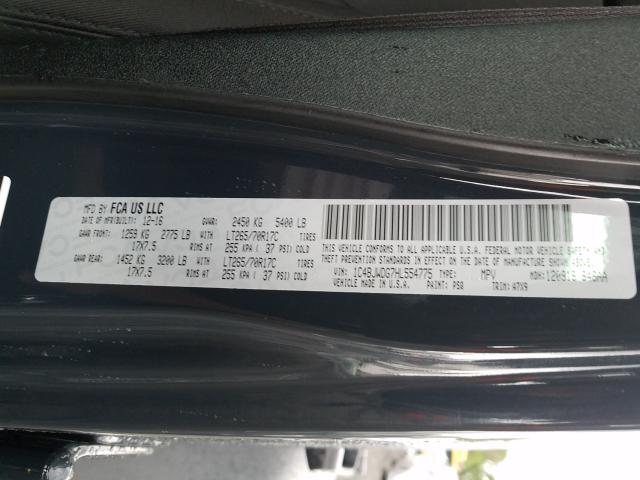 MFD BY FCA US LLC
DATE OF MFR(BUILT): 12-16 GVWR: 2450 KG 5400 LB
GAWR FRONT: 1259 KG 2775 LB WITH LT265/70R17C TIRES
17X7.5 RIMS AT 255 KPA ( 37 PSI) COLD
GAWR REAR: 1452 KG 3200 LB WITH LT265/70R17C TIRES
17X7.5 RIMS AT 255 KPA ( 37 PSI) COLD
THIS VEHICLE CONFORMS TO ALL APPLICABLE U.S.A. FEDERAL MOTOR VEHICLE SAFETY AND
THEFT PREVENTION STANDARDS IN EFFECT ON THE DATE OF MANUFACTURE SHOWN
VIN: 1C4BJWDG7HL554775 TYPE: MPV MDH:
MADE IN U.S.A. PAINT: PS8 TRIM: A7X9